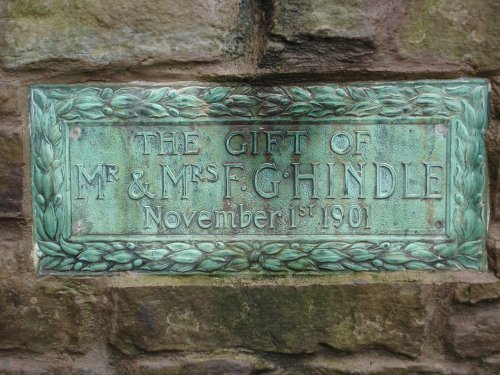 THE GIFT OF
MR & MRS F·G·HINDLE
November 1st 1901